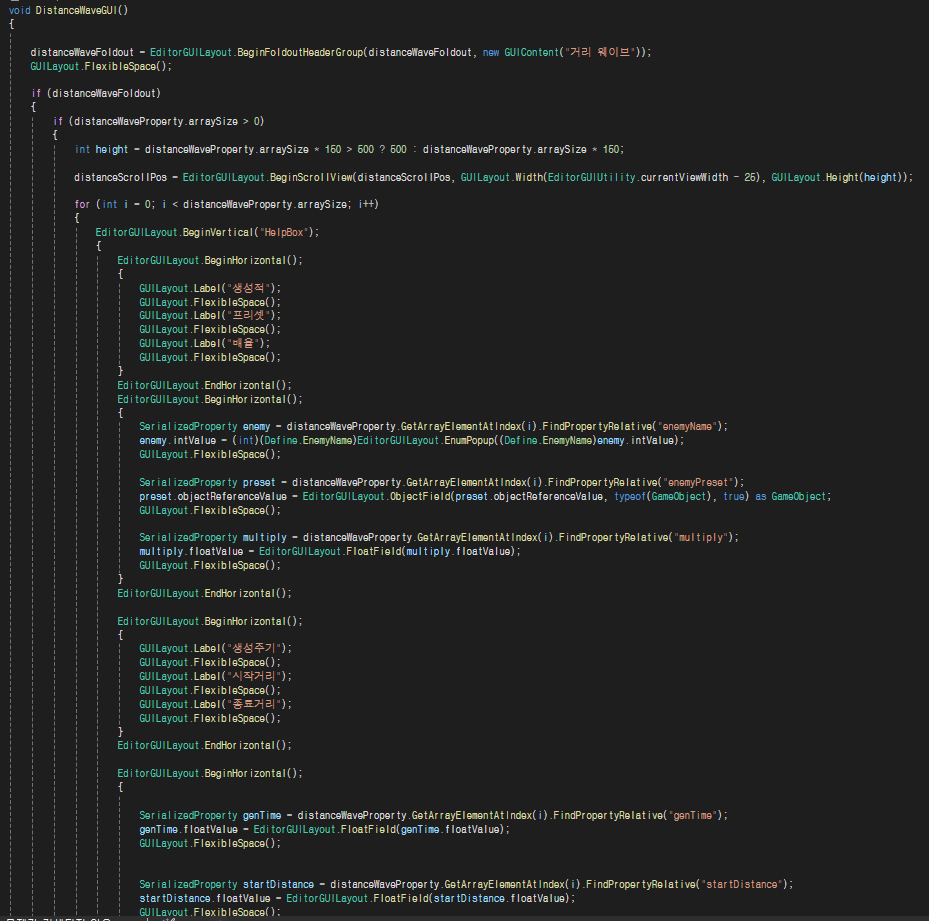 void DistanceWaveGUI()
{
distanceWaveFoldout = EditorGUILayout.BeginFoldoutHeaderGroup(distanceWaveFoldout, new GUIContent("거리 웨이브"));
GUILayout.FlexibleSpace();
if (distanceWaveFoldout)
{
if (distanceWaveProperty.arraySize > 0)
{
int height = distanceWaveProperty.arraySize * 150 > 500 ? 500 : distanceWaveProperty.arraySize * 150;
distanceScrollPos = EditorGUILayout.BeginScrollView(distanceScrollPos, GUILayout.Width(EditorGUIUtility.currentViewWidth - 25), GUILayout.Height(height));
for (int i = 0; i < distanceWaveProperty.arraySize; i++)
{
EditorGUILayout.BeginVertical("HelpBox");
{
EditorGUILayout.BeginHorizontal();
{
GUILayout.Label("생성적");
GUILayout.FlexibleSpace();
GUILayout.Label("프리셋");
GUILayout.FlexibleSpace();
GUILayout.Label("배율");
GUILayout.FlexibleSpace();
}
EditorGUILayout.EndHorizontal();
EditorGUILayout.BeginHorizontal();
{
SerializedProperty enemy = distanceWaveProperty.GetArrayElementAtIndex(i).FindPropertyRelative("enemyName");
enemy.intValue = (int)(Define.EnemyName)EditorGUILayout.EnumPopup((Define.EnemyName)enemy.intValue);
GUILayout.FlexibleSpace();
SerializedProperty preset = distanceWaveProperty.GetArrayElementAtIndex(i).FindPropertyRelative("enemyPreset");
preset.objectReferenceValue = EditorGUILayout.ObjectField(preset.objectReferenceValue, typeof(GameObject), true) as GameObject;
GUILayout.FlexibleSpace();
SerializedProperty multiply = distanceWaveProperty.GetArrayElementAtIndex(i).FindPropertyRelative("multiply");
multiply.floatValue = EditorGUILayout.FloatField(multiply.floatValue);
GUILayout.FlexibleSpace();
}
EditorGUILayout.EndHorizontal();
EditorGUILayout.BeginHorizontal();
{
GUILayout.Label("생성주기");
GUILayout.FlexibleSpace();
GUILayout.Label("시작거리");
GUILayout.FlexibleSpace();
GUILayout.Label("종료거리");
GUILayout.FlexibleSpace();
}
EditorGUILayout.EndHorizontal();
EditorGUILayout.BeginHorizontal();
{
SerializedProperty genTime = distanceWaveProperty.GetArrayElementAtIndex(i).FindPropertyRelative("genTime");
genTime.floatValue = EditorGUILayout.FloatField(genTime.floatValue);
GUILayout.FlexibleSpace();
SerializedProperty startDistance = distanceWaveProperty.GetArrayElementAtIndex(i).FindPropertyRelative("startDistance");
startDistance.floatValue = EditorGUILayout.FloatField(startDistance.floatValue);
GUILayout.FlexibleSpace();